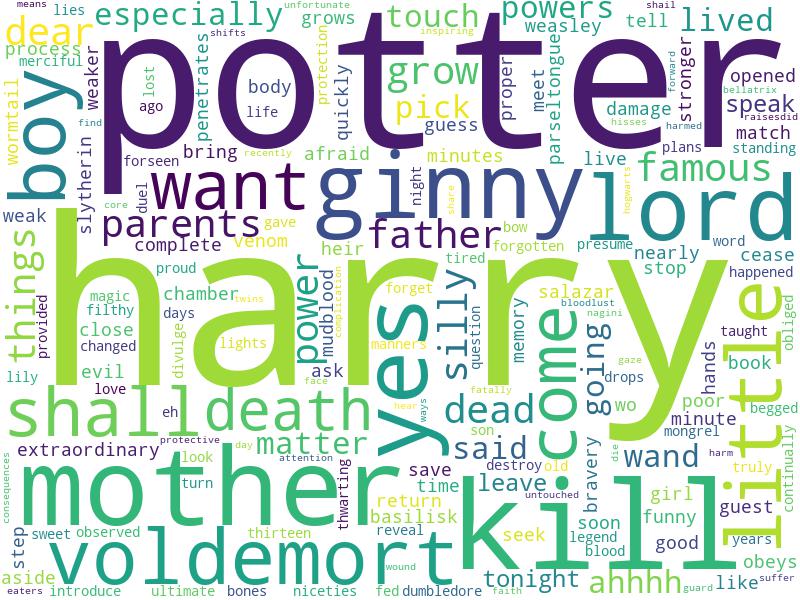 means
lies
especially
grows
unfortunate
touch
powers
lived
shail
dear
shifts
inspiring
weasley
tell
process
merciful
potter
boy
weaker
lost
ago
penetrates
body
life
protection
quickly
grow
pick
guess
proper
meet
parseltongue
damage
hisses
forward
stronger
opened
bellatrix
speak
raisesdid
harmed
match
plans
standing
wormtail
find
slytherin
forseen
bring
recently
afraid
minutes
live
famous
duel
core
want
ginny
night
share
hogwarts
lord
weak
parents
gave
father
bow
presume
word
complete
venom
heir
forgotten
nearly
cease
tired
stop
things
proud
harry
power
mudblood
complication
happened
magic
chamber
days
twins
forget
silly
memory
salazar
bloodlust
nagini
filthy
provided
close
changed
divulge
lights
manners
question
come
going
taught
little
obliged
lily
evil
love
ask
yes
drops
gaze
hands
book
face
shall
death
eh
hear
ways
fatally
dead
son
wo
poor
begged
minute
extraordinary
protective
day
matter
said
old
mongrel
consequences
mother
look
turn
attention
save
time
destroy
leave
bravery
die
wand
harm
truly
continually
thwarting
return
basilisk
reveal
untouched
kill
girl
guest
years
step
sweet
observed
voldemort
thirteen
seek
soon
legend
blood
funny
good
obeys
aside
wound
tonight
ahhhh
like
eaters
introduce
ultimate
bones
niceties
fed
dumbledore
faith
guard
suffer